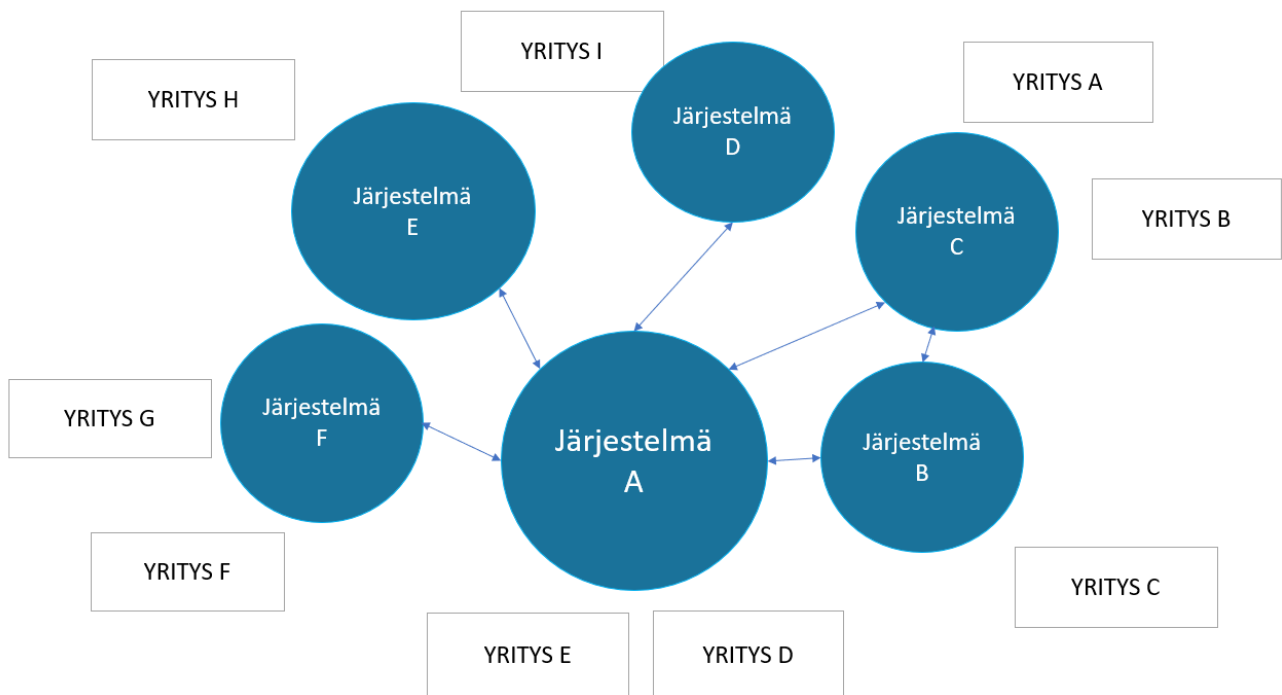 YRITYS I
YRITYS A
YRITYS H
Järjestelmä
D
Järjestelmä
E
Järjestelmä
C
YRITYS B
Järjestelmä
F
YRITYS G
Järjestelmä
A
Järjestelmä
B
YRITYS F
YRITYS C
YRITYS E
YRITYS D